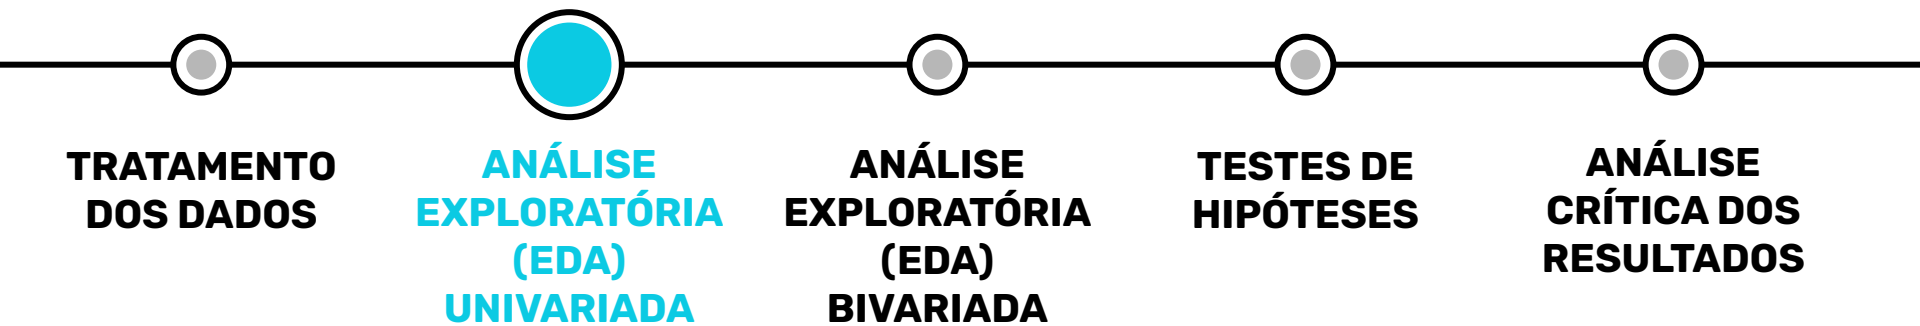 TRATAMENTO
DOS DADOS
ANÁLISE
EXPLORATÓRIA
(EDA)
UNIVARIADA
ANÁLISE
EXPLORATÓRIA
(EDA)
BIVARIADA
TESTES DE
HIPÓTESES
ANÁLISE
CRÍTICA DOS
RESULTADOS